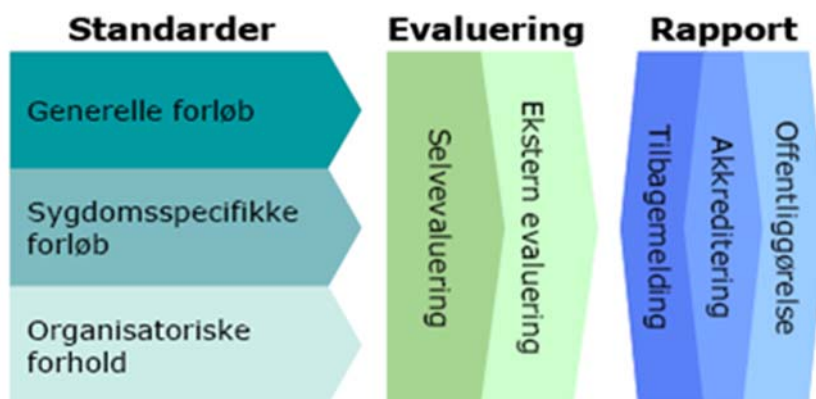 Standarder
Generelle forløb
Sygdomsspecifikke
forløb
Organisatoriske
forhold
Evaluering
Selvevaluering
Ekstern evaluering
Rapport
Tilbagemelding
Akkreditering
Offentliggørelse